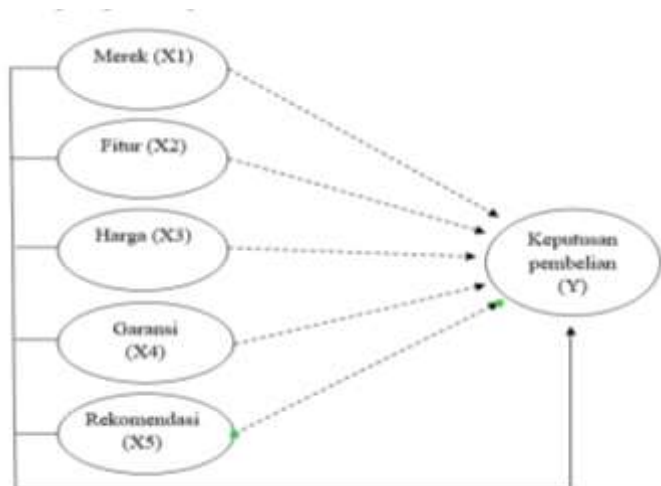 Merek (X1)
Fitur (X2)
Harga (X3)
Garansi
(X4)
Rekomendasi
(X5)
Keputusan
pembelian
(Y)